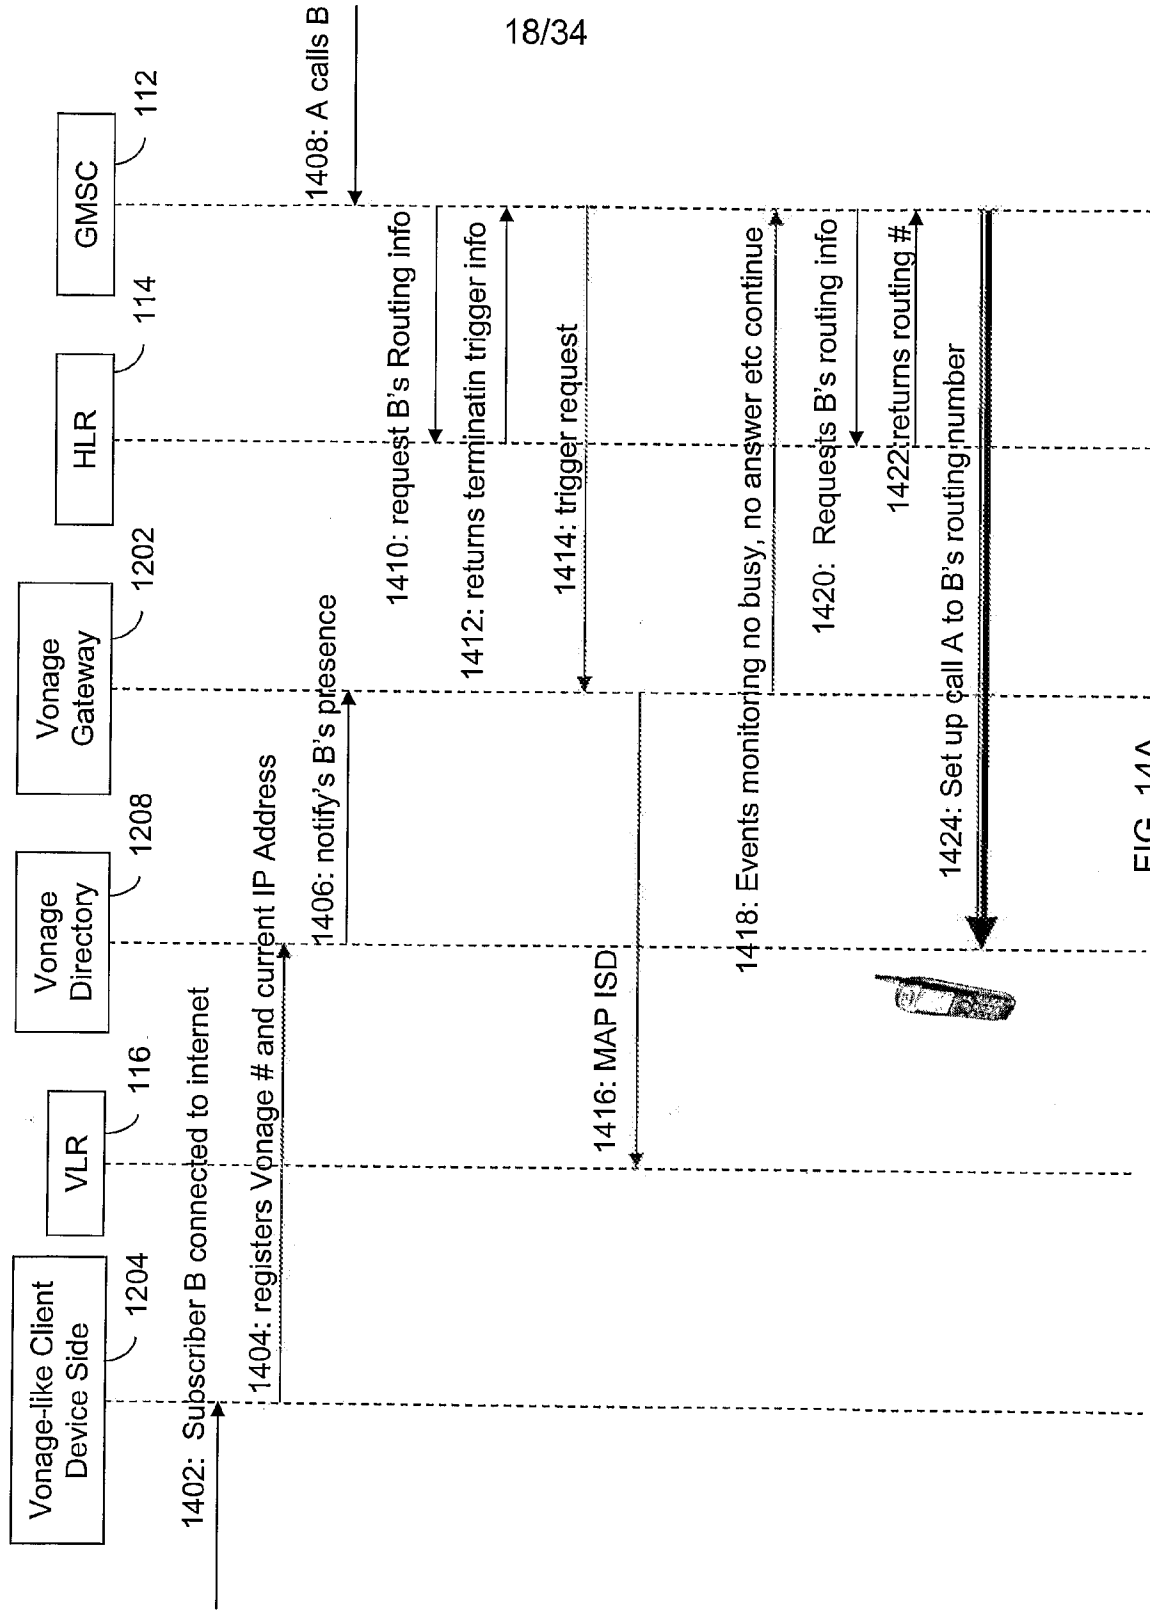 18/34
Vonage-like Client
Device Side
1204
VLR
116
Vonage
Directory
1208
Vonage
Gateway
1202
HLR
114
GMSC
112
1402: Subscriber B connected to internet
1404: registers Vonage # and current IP Address
1406: notify's B's presence
1408: A calls B
1410: request B's Routing info
1412: returns terminatin trigger info
1414: trigger request
1416: MAP ISD
1418: Events monitoring no busy, no answer etc continue
1420: Requests B's routing info
1422:returns routing #
1424: Set up call A to B's routing number
FIG. 14A